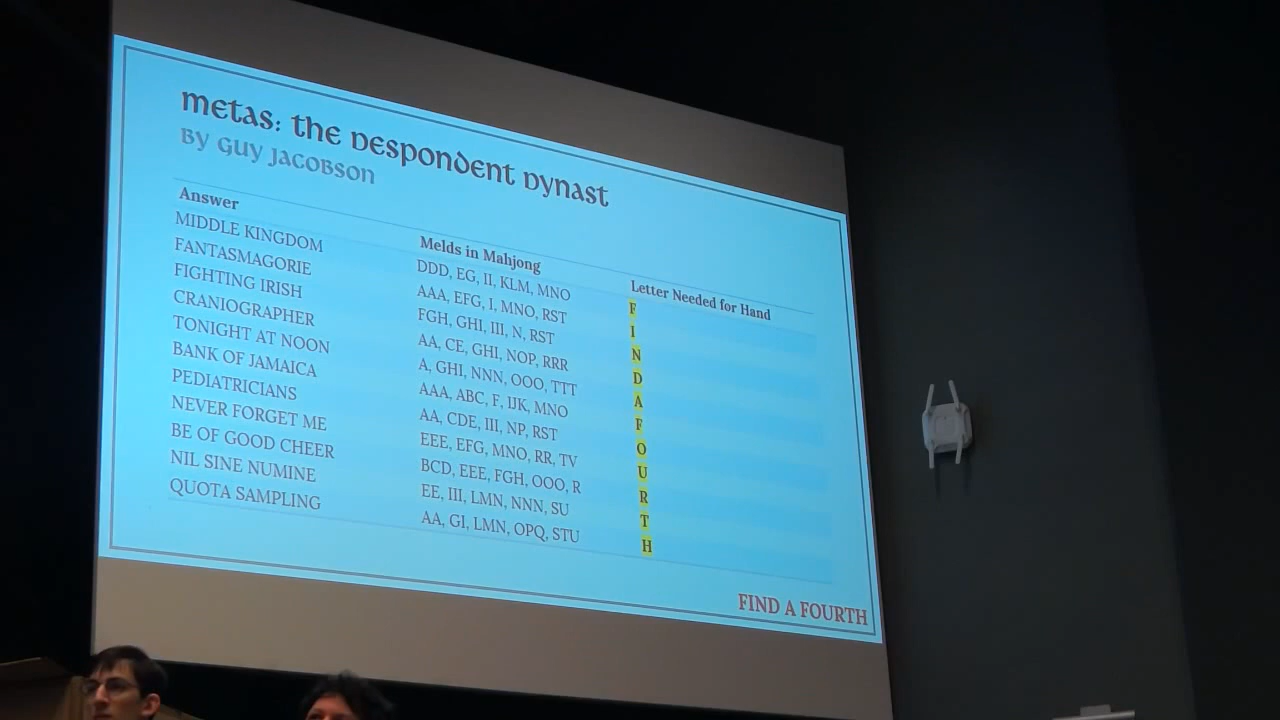 metas: the despondent dynast
by guy jacobson
Answer Melds in Mahjong Letter Needed for Hand
MIDDLE KINGDOM DDD, EG, II, KLM, MNO F
FANTASMAGORIE AAA, EFG, I, MNO, RST I
FIGHTING IRISH FGH, GHI, III, N, RST N
CRANIOGRAPHER AA, CE, GHI, NOP, RRR D
TONIGHT AT NOON A, GHI, NNN, OOO, TTT A
BANK OF JAMAICA AAA, ABC, F, IJK, MNO F
PEDIATRICIANS AA, CDE, III, NP, RST O
NEVER FORGET ME EEE, EFG, MNO, RR, TV U
BE OF GOOD CHEER BCD, EEE, FGH, OOO, R R
NIL SINE NUMINE EE, III, LMN, NNN, SU T
QUOTA SAMPLING AA, GI, LMN, OPQ, STU H
FIND A FOURTH